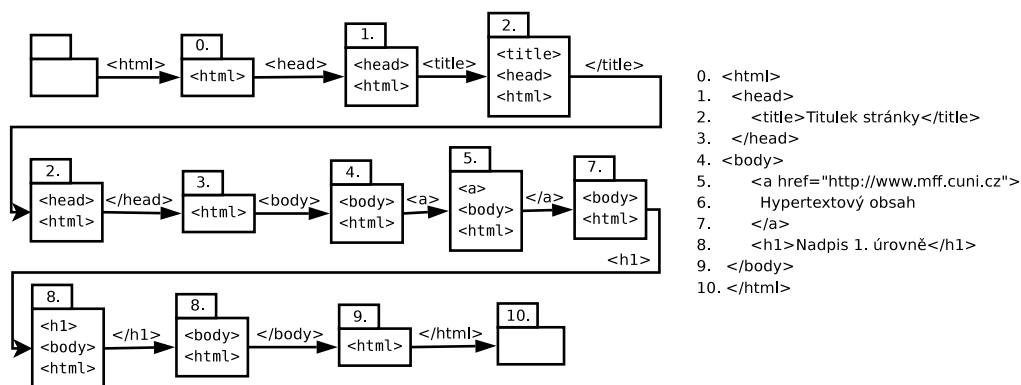 <html>
0.
<html>
<head>
1.
<head>
<html>
<title>
2.
<title>
<head>
<html>
</title>
2.
<head>
<html>
</head>
3.
<html>
<body>
4.
<body>
<html>
<a>
5.
<a>
<body>
<html>
</a>
7.
<body>
<html>
<h1>
8.
<h1>
<body>
<html>
</h1>
8.
<body>
<html>
</body>
9.
<html>
</html>
10.
0. <html>
1. <head>
2. <title>Titulek stránky</title>
3. </head>
4. <body>
5. <a href="http://www.mff.cuni.cz">
6. Hypertextový obsah
7. </a>
8. <h1>Nadpis 1. úrovně</h1>
9. </body>
10. </html>